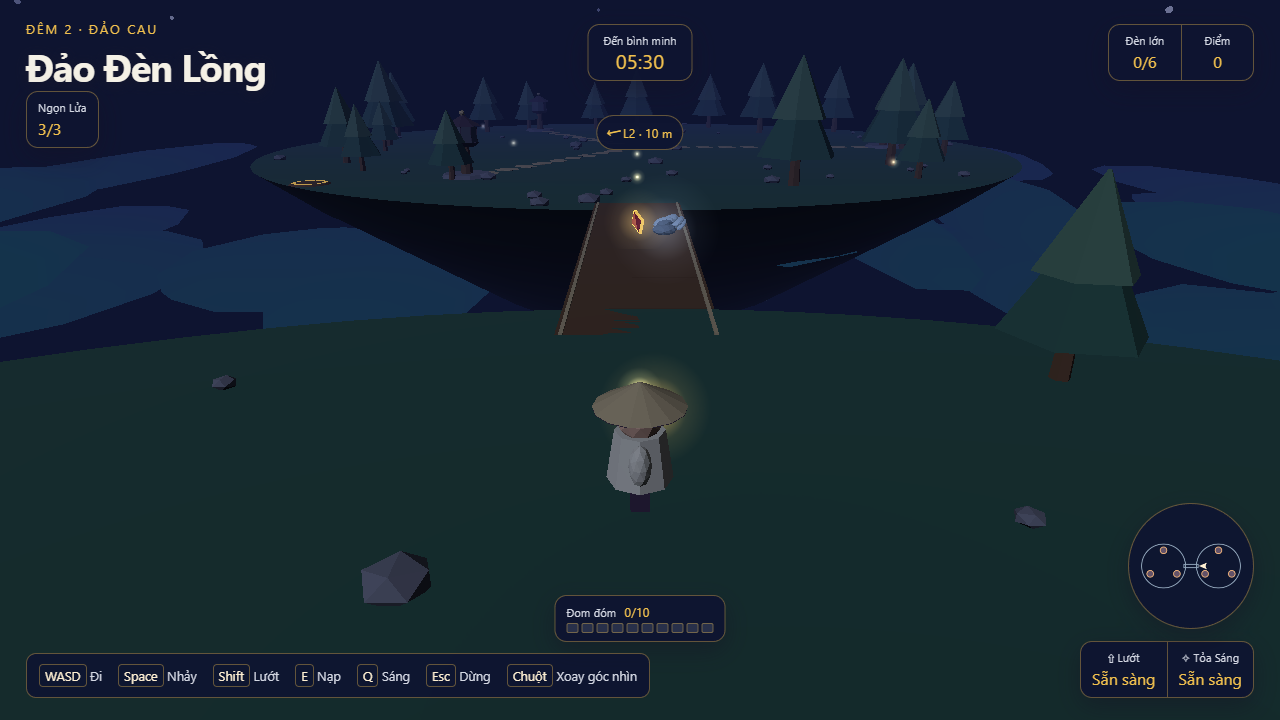 ĐÊM 2 · ĐẢO CAU
Đảo Đèn Lồng
Ngọn Lửa
3/3
Đến bình minh
05:30
L2 · 10 m
Đèn lớn
0/6
Điểm
0
Đom đóm 0/10
WASD Đi Space Nhảy Shift Lướt E Nạp Q Sáng Esc Dừng Chuột Xoay góc nhìn
⇧ Lướt
Sẵn sàng
✧ Tỏa Sáng
Sẵn sàng